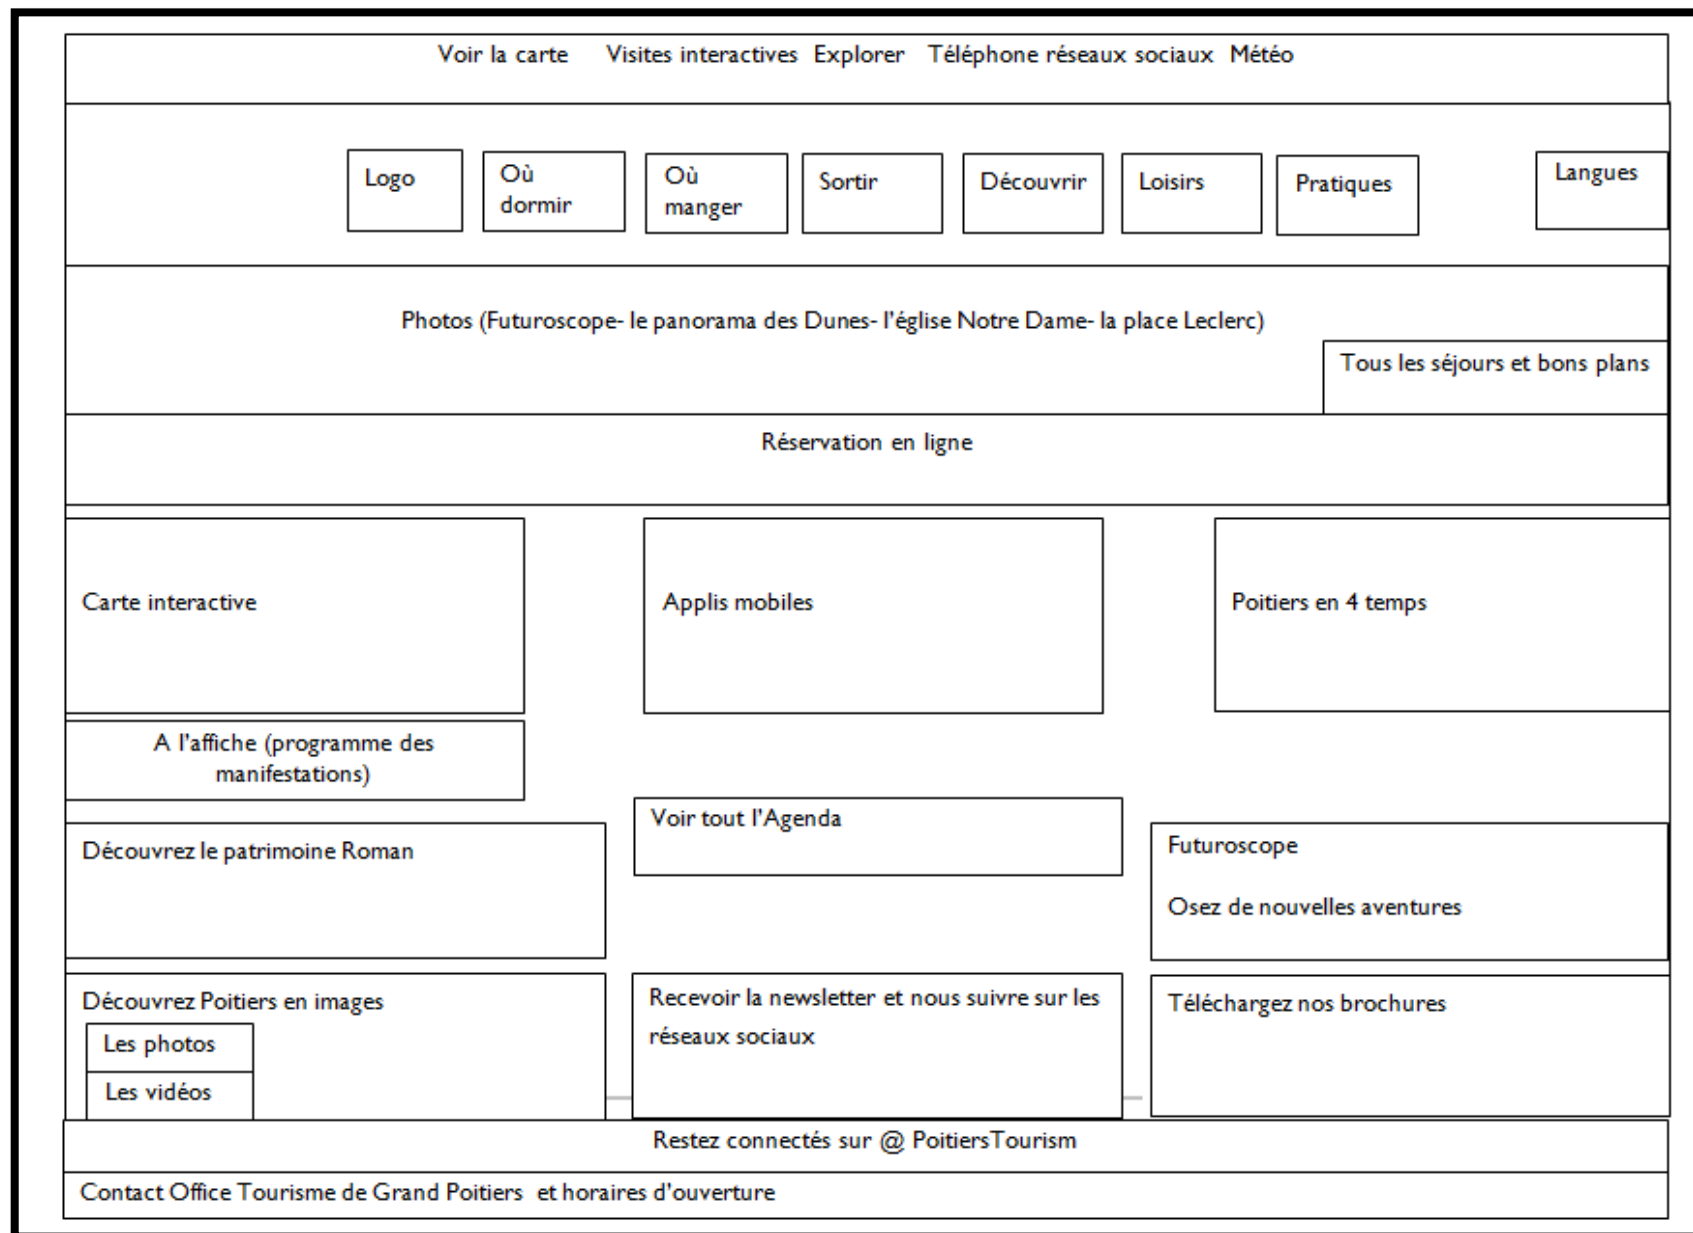 Voir la carte Visites interactives Explorer Téléphone réseaux sociaux Météo
Logo
Où
dormir
Où
manger
Sortir
Découvrir
Loisirs
Pratiques
Langues
Photos (Futuroscope- le panorama des Dunes- l'église Notre Dame- la place Leclerc)
Tous les séjours et bons plans
Réservation en ligne
Carte interactive
Applis mobiles
Poitiers en 4 temps
A l'affiche (programme des
manifestations)
Voir tout l'Agenda
Découvrez le patrimoine Roman
Futuroscope
Osez de nouvelles aventures
Découvrez Poitiers en images
Les photos
Les vidéos
Recevoir la newsletter et nous suivre sur les
réseaux sociaux
Téléchargez nos brochures
Restez connectés sur @ PoitiersTourism
Contact Office Tourisme de Grand Poitiers et horaires d'ouverture